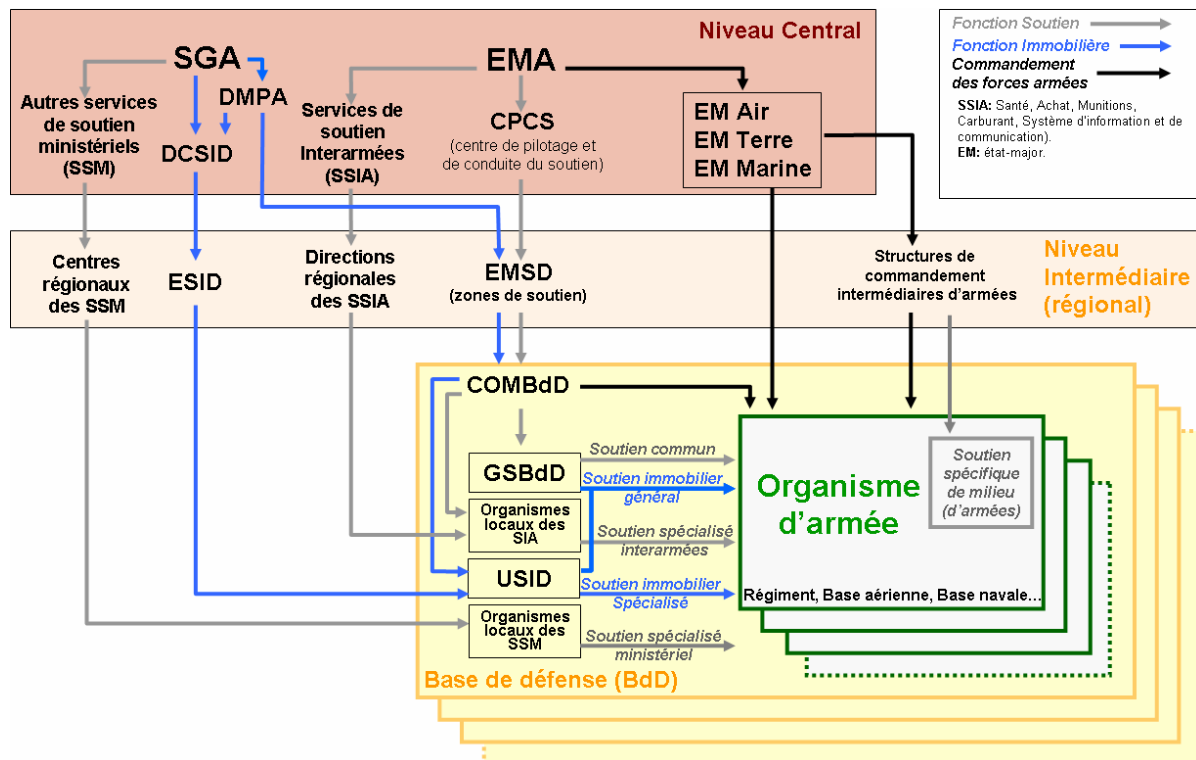 Niveau Central
SGA
DMPA
Autres services
de soutien
ministériels
(SSM)
DCSID
Services de
soutien
Interarmées
(SSIA)
EMA
CPCS
(centre de pilotage et
de conduite du soutien)
EM Air
EM Terre
EM Marine
Fonction Soutien
Fonction Immobilière
Commandement
des forces armées
SSIA: Santé, Achat, Munitions,
Carburant, Système d'information et de
communication).
EM: état-major.
Centres
régionaux
des SSM
ESID
Directions
régionales
des SSIA
EMSD
(zones de soutien)
Structures de
commandement
intermédiaires d'armées
Niveau
Intermédiaire
(régional)
COMBdD
GSBdD
Organismes
locaux des
SIA
USID
Organismes
locaux des
SSM
Soutien commun
Soutien immobilier
général
Soutien spécialisé
interarmées
Soutien immobilier
Spécialisé
Soutien spécialisé
ministériel
Organisme
d'armée
Soutien
spécifique
de milieu
(d'armées)
Régiment, Base aérienne, Base navale…
Base de défense (BdD)